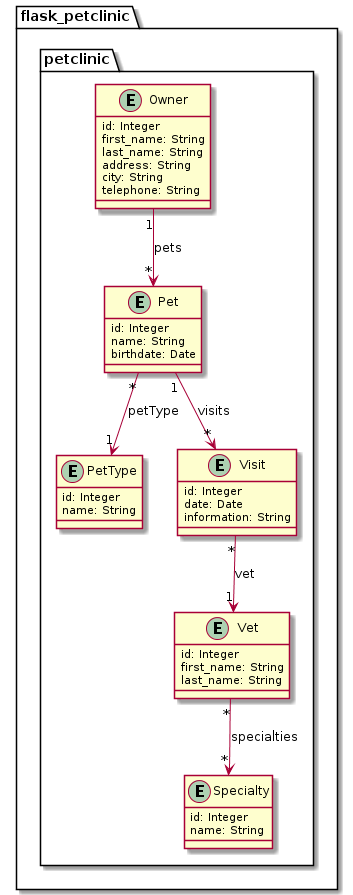 flask_petclinic
petclinic
E Owner
id: Integer
first_name: String
last_name: String
address: String
city: String
telephone: String
1
pets
*
E Pet
id: Integer
name: String
birthdate: Date
* 1
petType visits
1 *
E PetType
id: Integer
name: String
E Visit
id: Integer
date: Date
information: String
*
vet
1
E Vet
id: Integer
first_name: String
last_name: String
*
specialties
*
E Specialty
id: Integer
name: String